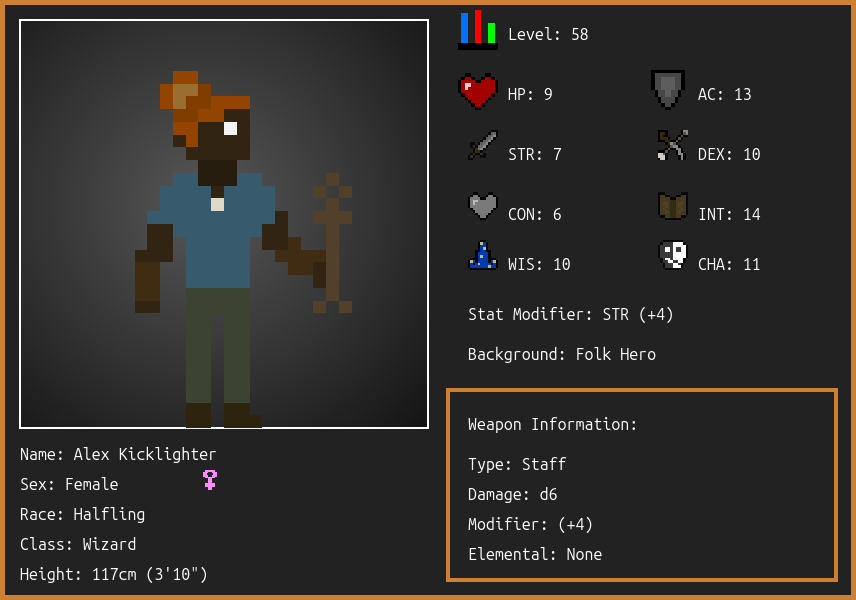 Level: 58
HP: 9
AC: 13
STR: 7
DEX: 10
CON: 6
INT: 14
WIS: 10
CHA: 11
Stat Modifier: STR (+4)
Background: Folk Hero
Weapon Information:
Type: Staff
Damage: d6
Modifier: (+4)
Elemental: None
Name: Alex Kicklighter
Sex: Female
Race: Halfling
Class: Wizard
Height: 117cm (3'10")